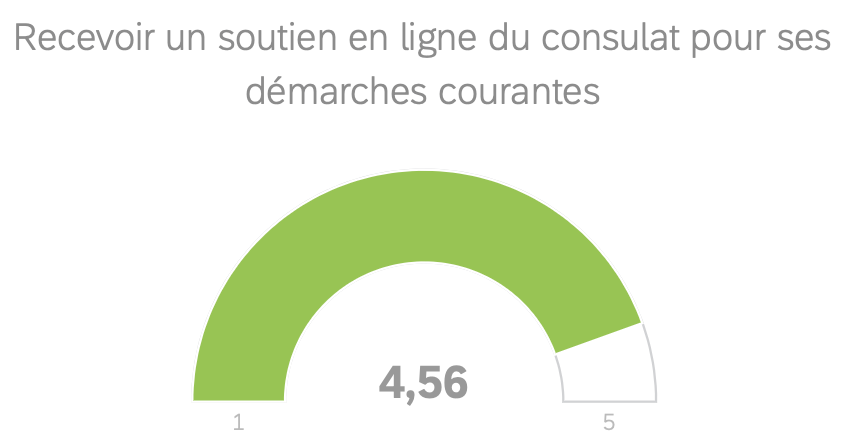 Recevoir un soutien en ligne du consulat pour ses
démarches courantes
4,56
1
5